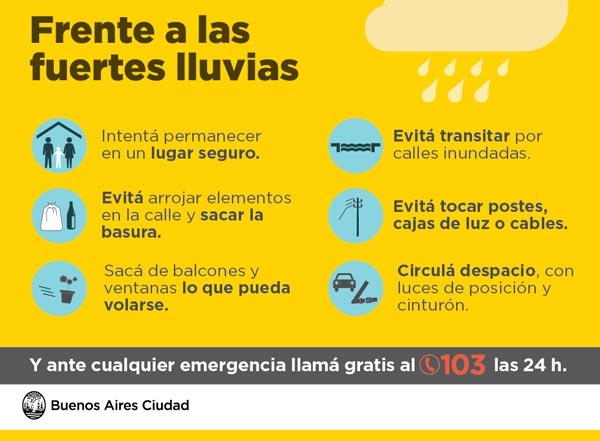 Frente a las
fuertes lluvias
Intentá permanecer
en un lugar seguro.
Evitá arrojar elementos
en la calle y sacar la
basura.
Sacá de balcones y
ventanas lo que pueda
volarse.
Evitá transitar por
calles inundadas.
Evitá tocar postes,
cajas de luz o cables.
Circulá despacio, con
luces de posición y
cinturón.
Y ante cualquier emergencia llamá gratis al 103 las 24 h.
Buenos Aires Ciudad